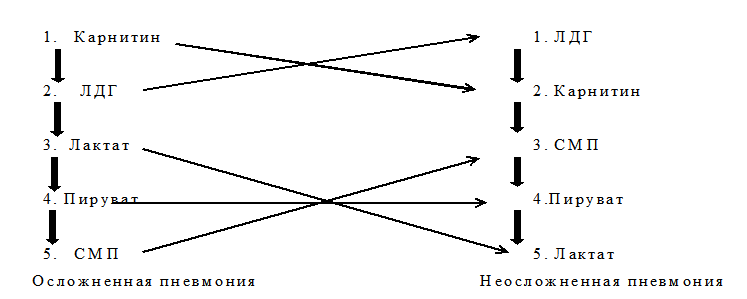 1. Карнитин
2. ЛДГ
3. Лактат
4. Пируват
5. СМП
Осложненная пневмония
1. ЛДГ
2. Карнитин
3. СМП
4.Пируват
5. Лактат
Неосложненная пневмония